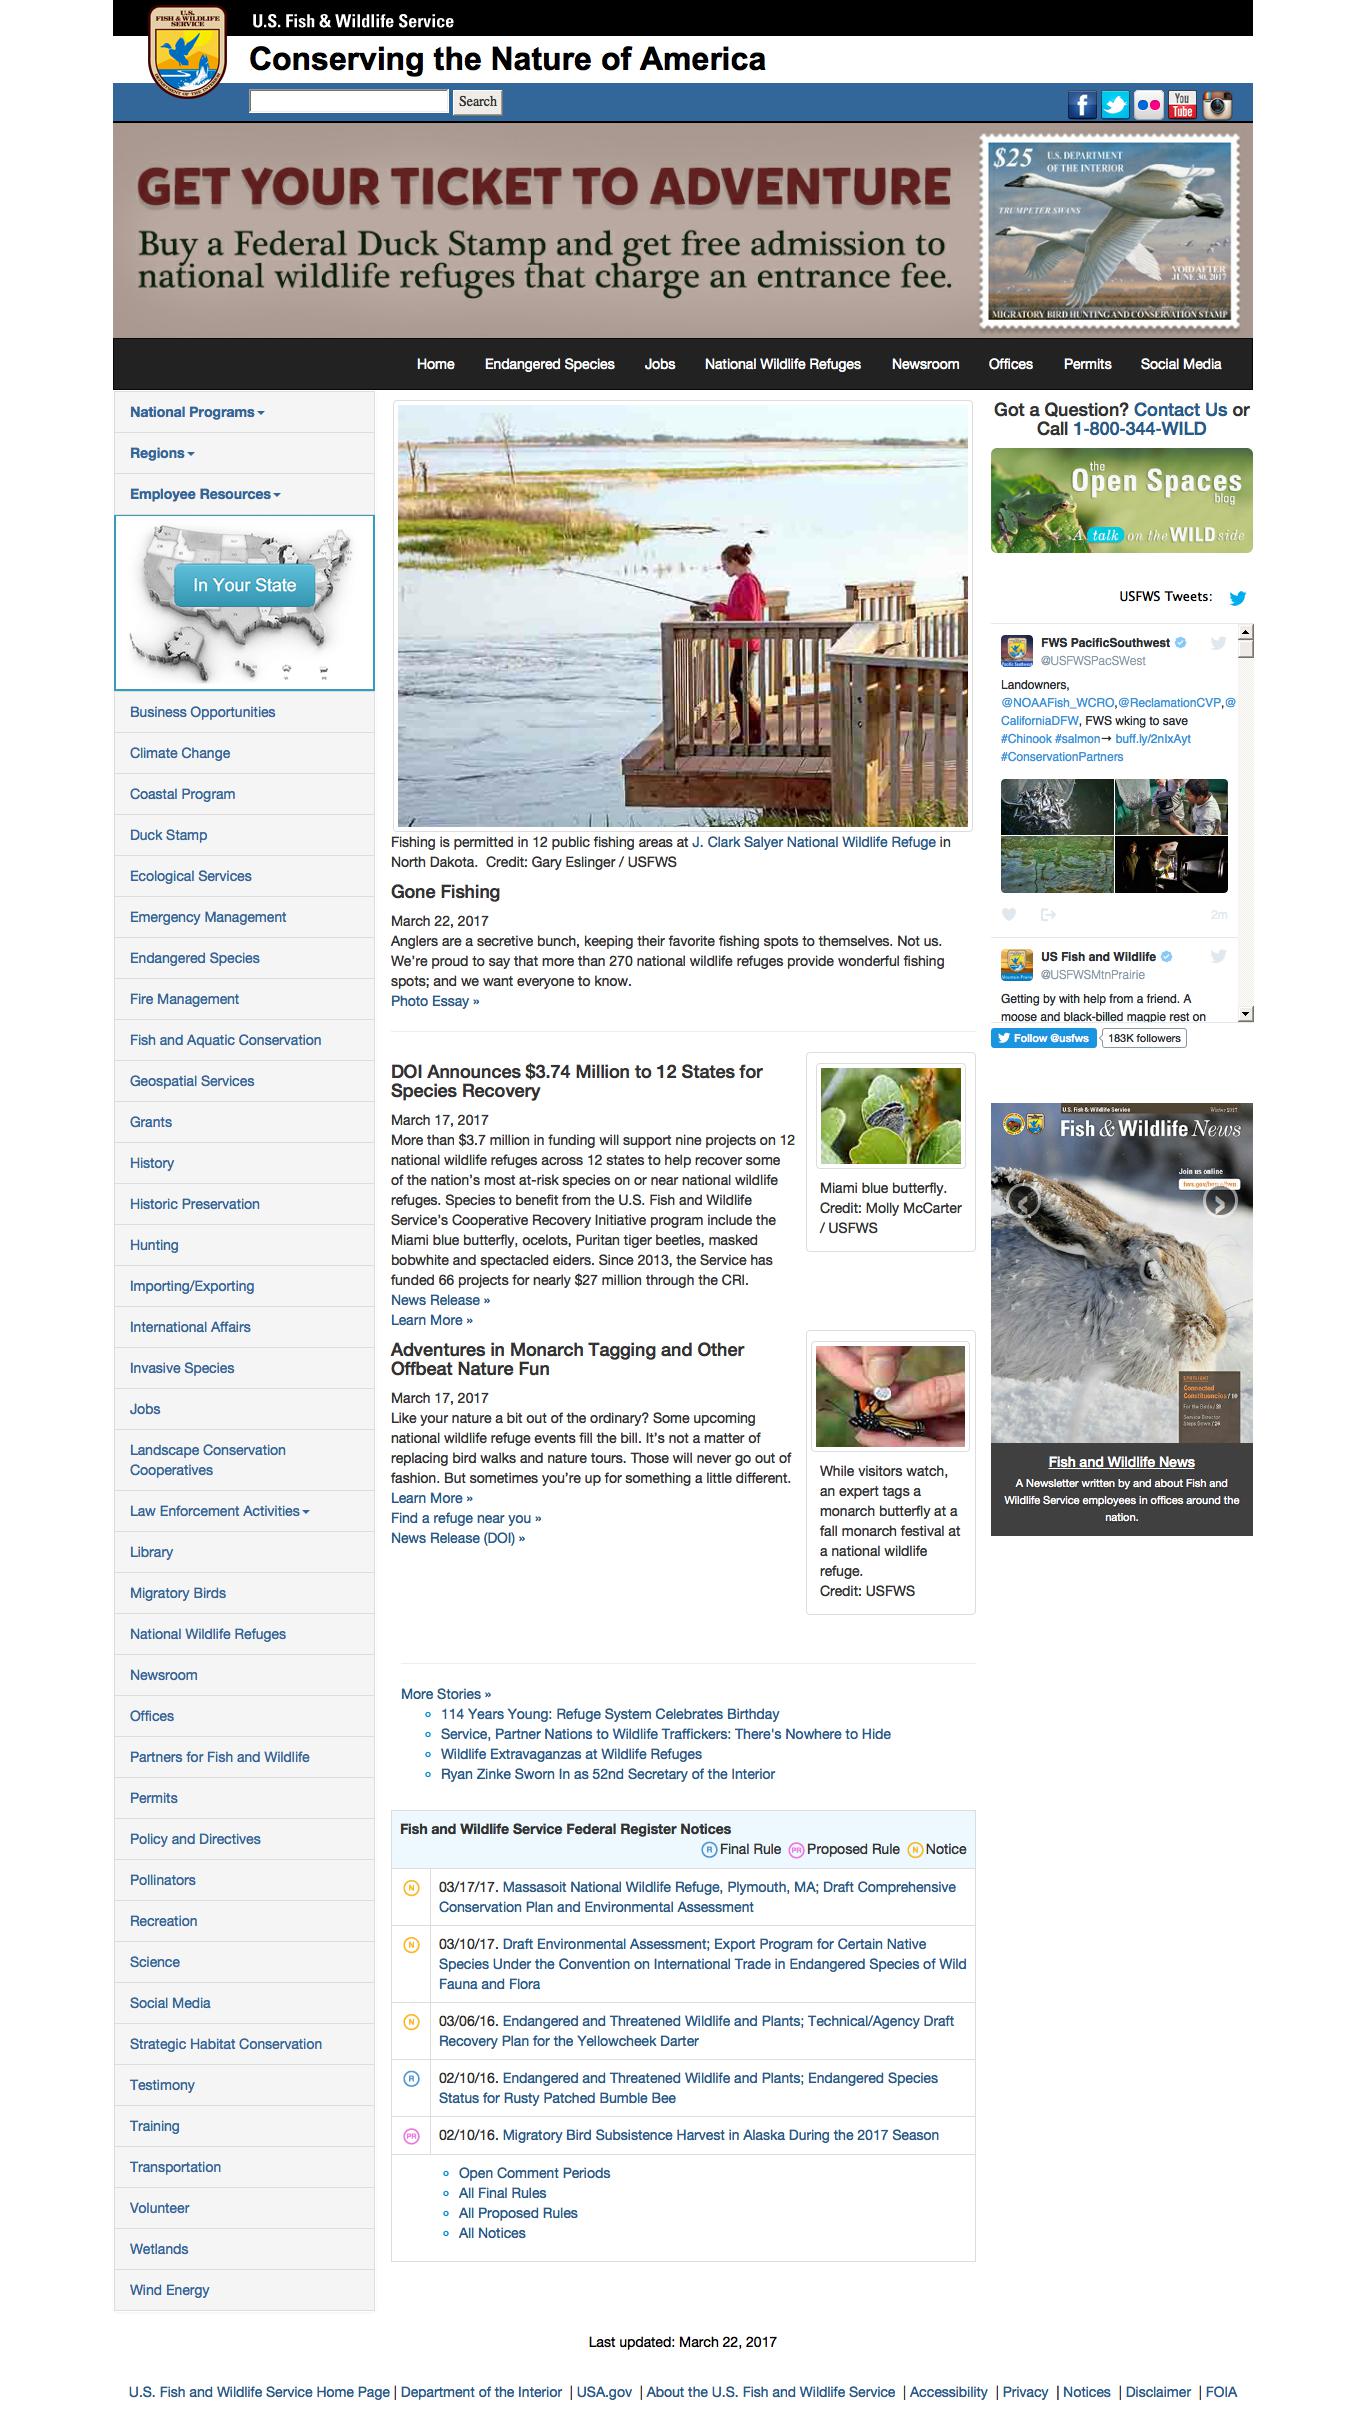 U.S. FISH & WILDLIFE SERVICE
DEPARTMENT OF THE INTERIOR
U.S. Fish & Wildlife Service
Conserving the Nature of America
Search
You Tube
GET YOUR TICKET TO ADVENTURE
Buy a Federal Duck Stamp and get free admission to
national wildlife refuges that charge an entrance fee.
$25 U.S. DEPARTMENT
OF THE INTERIOR
TRUMPETER SWANS
VOID AFTER
JUNE 30, 2017
MIGRATORY BIRD HUNTING AND CONSERVATION STAMP
Home Endangered Species Jobs National Wildlife Refuges Newsroom Offices Permits Social Media
National Programs
Regions
Employee Resources
In Your State
Business Opportunities
Climate Change
Coastal Program
Duck Stamp
Ecological Services
Emergency Management
Endangered Species
Fire Management
Fish and Aquatic Conservation
Geospatial Services
Grants
History
Historic Preservation
Hunting
Importing/Exporting
International Affairs
Invasive Species
Jobs
Landscape Conservation
Cooperatives
Law Enforcement Activities
Library
Migratory Birds
National Wildlife Refuges
Newsroom
Offices
Partners for Fish and Wildlife
Permits
Policy and Directives
Pollinators
Recreation
Science
Social Media
Strategic Habitat Conservation
Testimony
Training
Transportation
Volunteer
Wetlands
Wind Energy
Fishing is permitted in 12 public fishing areas at J. Clark Salyer National Wildlife Refuge in
North Dakota. Credit: Gary Eslinger / USFWS
Gone Fishing
March 22, 2017
Anglers are a secretive bunch, keeping their favorite fishing spots to themselves. Not us.
We're proud to say that more than 270 national wildlife refuges provide wonderful fishing
spots; and we want everyone to know.
Photo Essay »
DOI Announces $3.74 Million to 12 States for
Species Recovery
March 17, 2017
More than $3.7 million in funding will support nine projects on 12
national wildlife refuges across 12 states to help recover some
of the nation's most at-risk species on or near national wildlife
refuges. Species to benefit from the U.S. Fish and Wildlife
Service's Cooperative Recovery Initiative program include the
Miami blue butterfly, ocelots, Puritan tiger beetles, masked
bobwhite and spectacled eiders. Since 2013, the Service has
funded 66 projects for nearly $27 million through the CRI.
News Release »
Learn More »
Miami blue butterfly.
Credit: Molly McCarter
/ USFWS
Adventures in Monarch Tagging and Other
Offbeat Nature Fun
March 17, 2017
Like your nature a bit out of the ordinary? Some upcoming
national wildlife refuge events fill the bill. It's not a matter of
replacing bird walks and nature tours. Those will never go out of
fashion. But sometimes you're up for something a little different.
Learn More »
Find a refuge near you »
News Release (DOI) »
While visitors watch,
an expert tags a
monarch butterfly at a
fall monarch festival at
a national wildlife
refuge.
Credit: USFWS
More Stories »
114 Years Young: Refuge System Celebrates Birthday
Service, Partner Nations to Wildlife Traffickers: There's Nowhere to Hide
Wildlife Extravaganzas at Wildlife Refuges
Ryan Zinke Sworn In as 52nd Secretary of the Interior
Fish and Wildlife Service Federal Register Notices
R Final Rule PR Proposed Rule N Notice
N 03/17/17. Massasoit National Wildlife Refuge, Plymouth, MA; Draft Comprehensive
Conservation Plan and Environmental Assessment
N 03/10/17. Draft Environmental Assessment; Export Program for Certain Native
Species Under the Convention on International Trade in Endangered Species of Wild
Fauna and Flora
N 03/06/16. Endangered and Threatened Wildlife and Plants; Technical/Agency Draft
Recovery Plan for the Yellowcheek Darter
R 02/10/16. Endangered and Threatened Wildlife and Plants; Endangered Species
Status for Rusty Patched Bumble Bee
PR 02/10/16. Migratory Bird Subsistence Harvest in Alaska During the 2017 Season
Open Comment Periods
All Final Rules
All Proposed Rules
All Notices
Got a Question? Contact Us or
Call 1-800-344-WILD
the
Open Spaces
blog
A talk on the WILD side
USFWS Tweets:
FWS PacificSouthwest
@USFWSPacSWest
Landowners,
@NOAAFish_WCRO,@ReclamationCVP,@
CaliforniaDFW, FWS wking to save
#Chinook #salmon→ buff.ly/2nIxAyt
#ConservationPartners
2m
US Fish and Wildlife
@USFWSMtnPrairie
Getting by with help from a friend. A
moose and black-billed magpie rest on
Follow @usfws 183K followers
U.S. Fish & Wildlife Service Winter 2017
Fish & Wildlife News
Join us online
SPOTLIGHT
Connected
Constituencies / 10
For the Birds / 20
Service Director
Steps Down / 24
Fish and Wildlife News
A Newsletter written by and about Fish and
Wildlife Service employees in offices around the
nation.
Last updated: March 22, 2017
U.S. Fish and Wildlife Service Home Page | Department of the Interior | USA.gov | About the U.S. Fish and Wildlife Service | Accessibility | Privacy | Notices | Disclaimer | FOIA